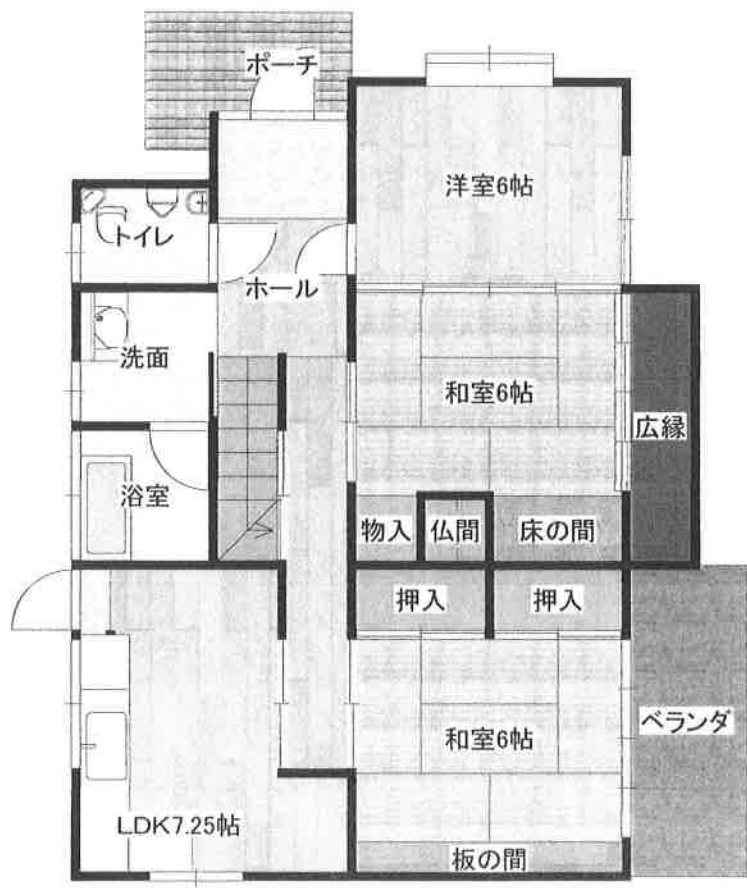 ポーチ
洋室6帖
トイレ
ホール
洗面
和室6帖
広縁
浴室
物入
仏間
床の間
押入
押入
和室6帖
ベランダ
LDK7.25帖
板の間